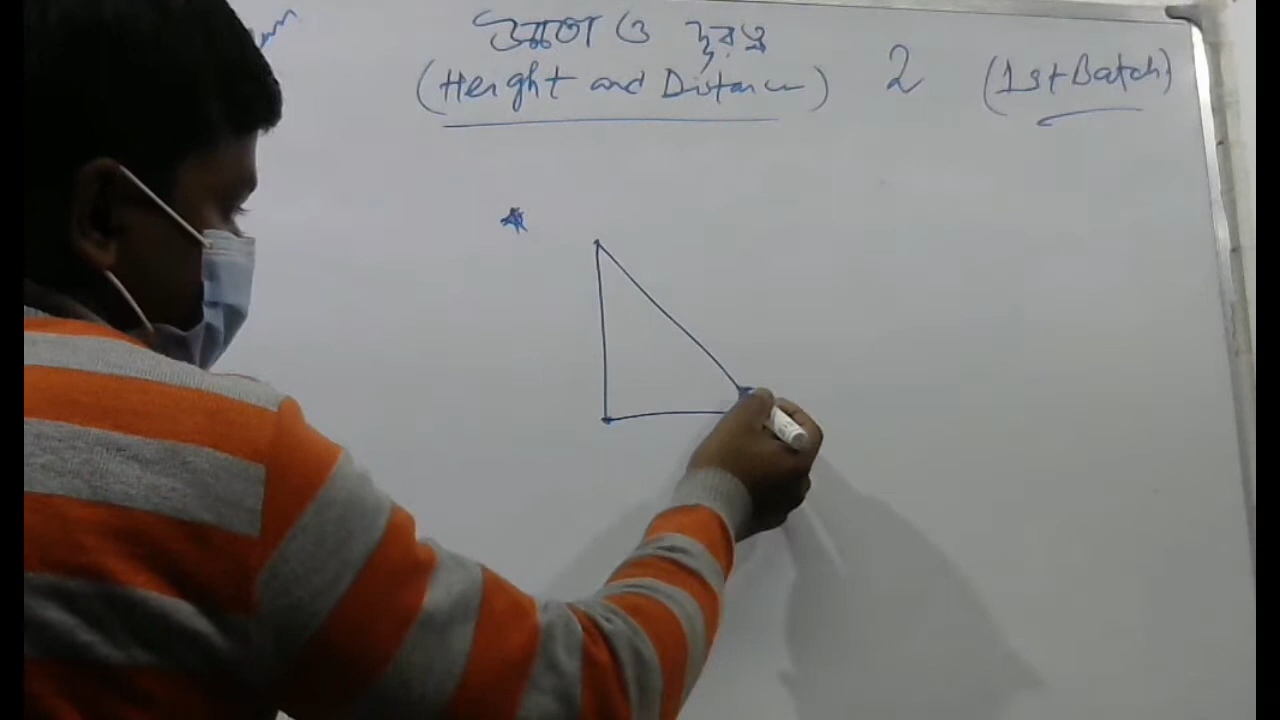 উচ্চতা ও দূরত্ব
(Height and Distance) 2 (1st Batch)